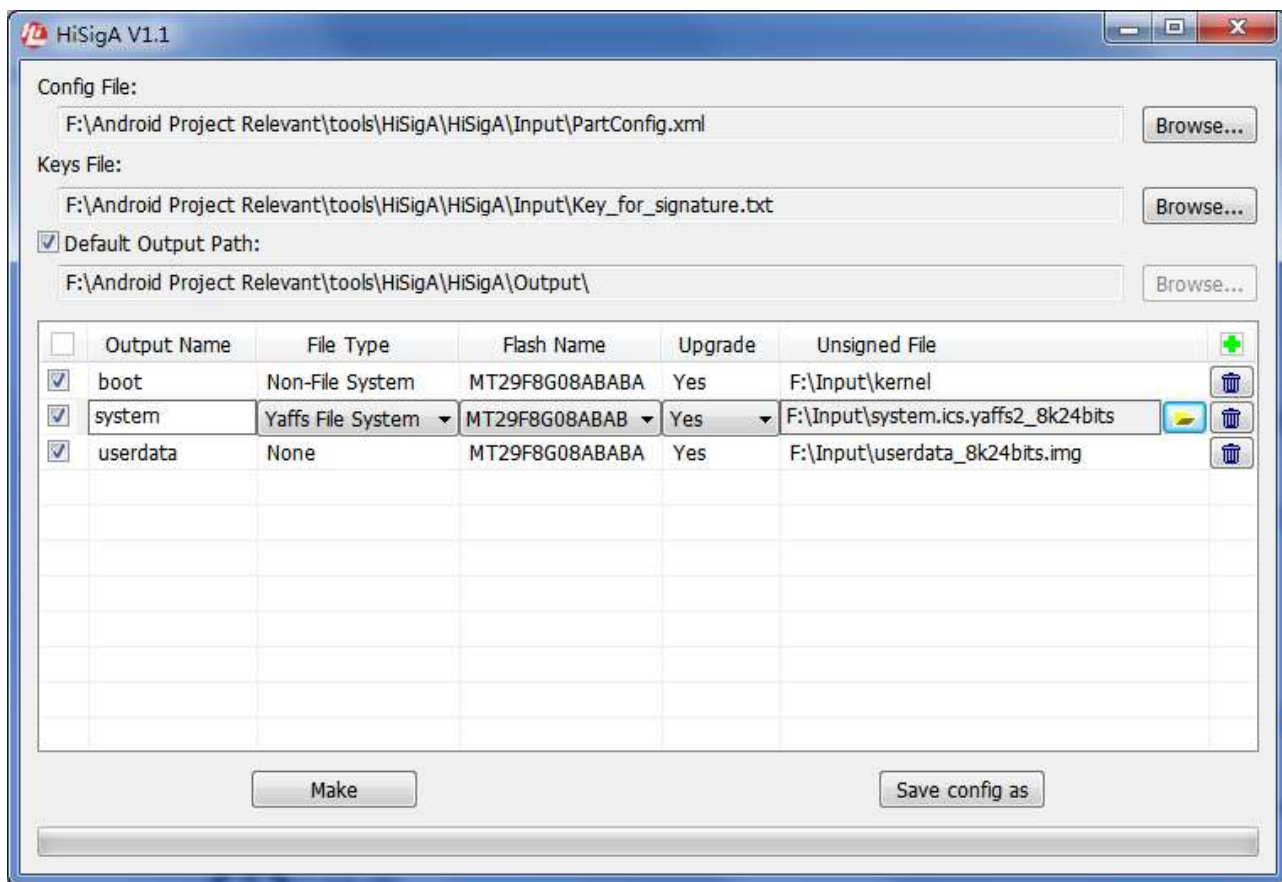 HiSigA V1.1
Config File:
F:\Android Project Relevant\tools\HiSigA\HiSigA\Input\PartConfig.xml Browse...
Keys File:
F:\Android Project Relevant\tools\HiSigA\HiSigA\Input\Key_for_signature.txt Browse...
Default Output Path:
F:\Android Project Relevant\tools\HiSigA\HiSigA\Output\ Browse...
Output Name File Type Flash Name Upgrade Unsigned File
boot Non-File System MT29F8G08ABABA Yes F:\Input\kernel
system Yaffs File System MT29F8G08ABAB Yes F:\Input\system.ics.yaffs2_8k24bits
userdata None MT29F8G08ABABA Yes F:\Input\userdata_8k24bits.img
Make Save config as